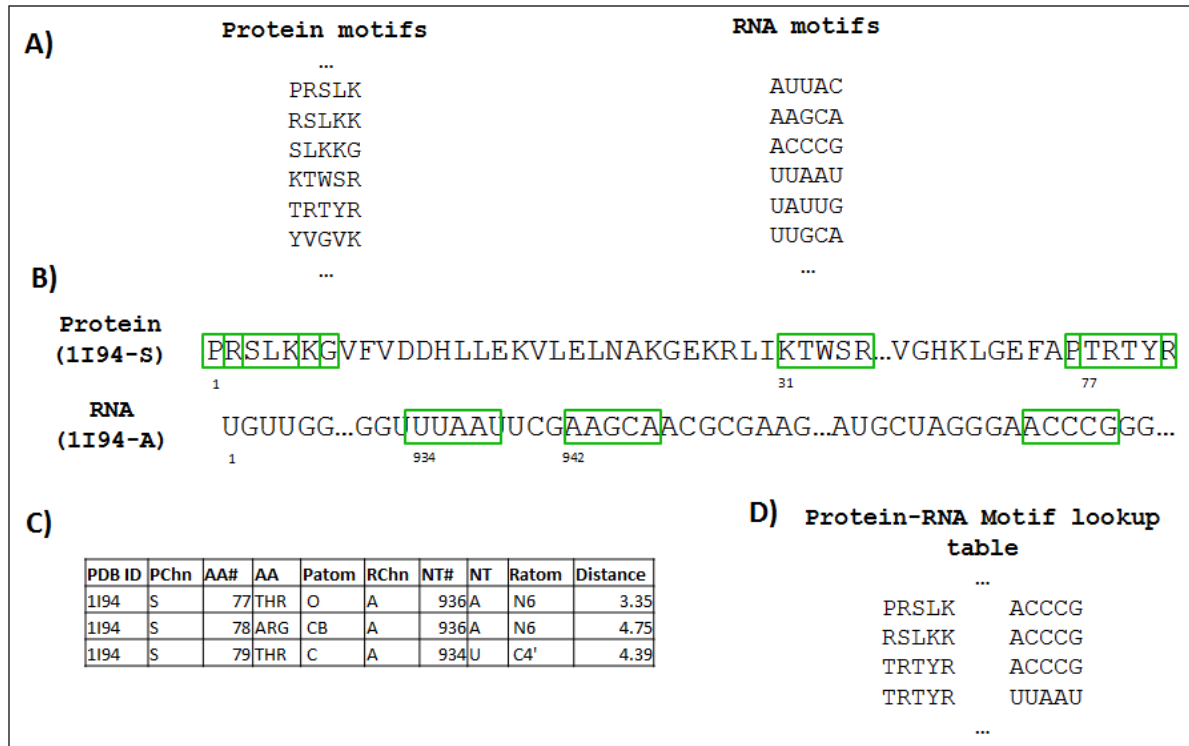 A)
Protein motifs
RNA motifs
…
PRSLK
RSLKK
SLKKG
KTWSR
TRTYR
YVGVK
…
AUUAC
AAGCA
ACCCG
UUAAU
UAUUG
UUGCA
…
B)
Protein
(1I94-S)
PRSLKKGVFVDDHLLEKVLELNAKGEKRLIKTWSR…VGHKLGEFAPTRTYR
1 31 77
RNA
(1I94-A)
UGUUGG…GGUUUAAUUCGAAGCAACGCGAAG…AUGCUAGGGAACCCGGG…
1 934 942
C)
PDB ID PChn AA# AA Patom RChn NT# NT Ratom Distance
1I94 S 77 THR O A 936 A N6 3.35
1I94 S 78 ARG CB A 936 A N6 4.75
1I94 S 79 THR C A 934 U C4' 4.39
D)
Protein-RNA Motif lookup
table
…
PRSLK ACCCG
RSLKK ACCCG
TRTYR ACCCG
TRTYR UUAAU
…